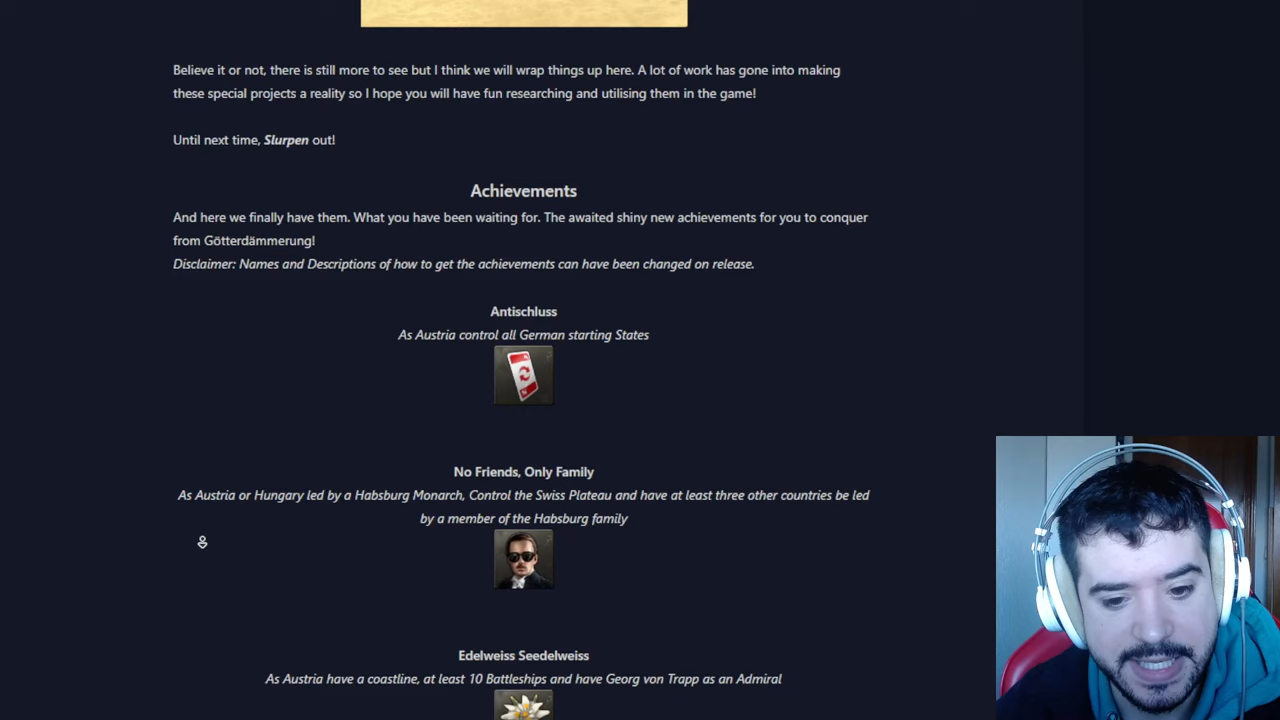 Believe it or not, there is still more to see but I think we will wrap things up here. A lot of work has gone into making
these special projects a reality so I hope you will have fun researching and utilising them in the game!
Until next time, Slurpen out!
Achievements
And here we finally have them. What you have been waiting for. The awaited shiny new achievements for you to conquer
from Götterdämmerung!
Disclaimer: Names and Descriptions of how to get the achievements can have been changed on release.
Antischluss
As Austria control all German starting States
No Friends, Only Family
As Austria or Hungary led by a Habsburg Monarch, Control the Swiss Plateau and have at least three other countries be led
by a member of the Habsburg family
Edelweiss Seedelweiss
As Austria have a coastline, at least 10 Battleships and have Georg von Trapp as an Admiral